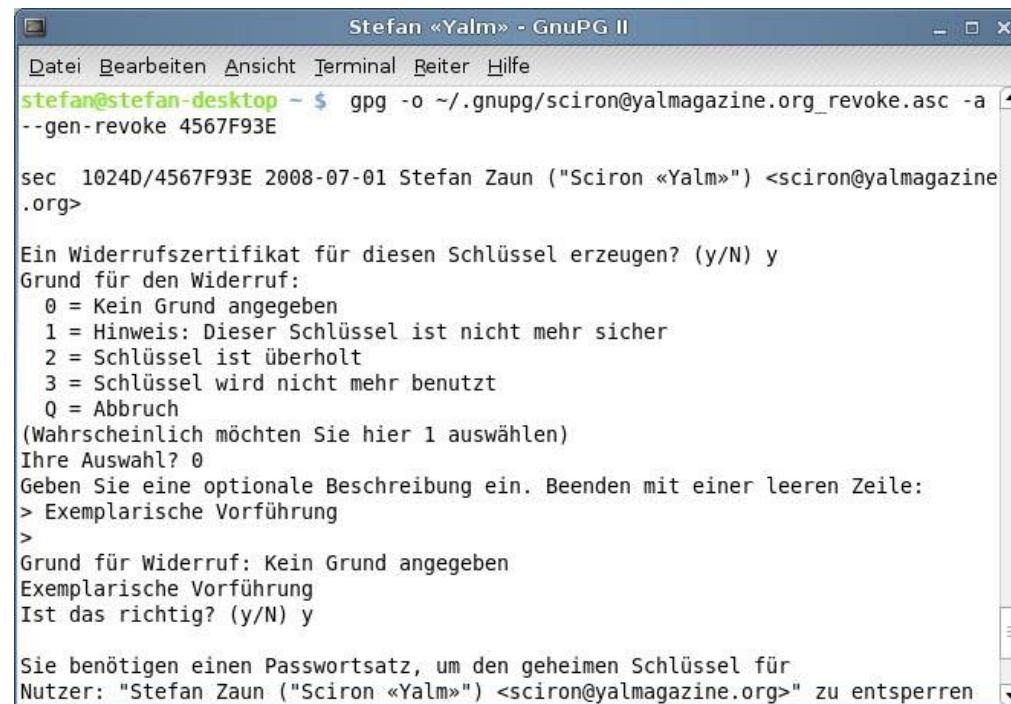 Stefan «Yalm» - GnuPG II
Datei Bearbeiten Ansicht Terminal Reiter Hilfe
stefan@stefan-desktop ~ $ gpg -o ~/.gnupg/sciron@yalmagazine.org_revoke.asc -a
--gen-revoke 4567F93E
sec 1024D/4567F93E 2008-07-01 Stefan Zaun ("Sciron «Yalm»") <sciron@yalmagazine
.org>
Ein Widerrufszertifikat für diesen Schlüssel erzeugen? (y/N) y
Grund für den Widerruf:
0 = Kein Grund angegeben
1 = Hinweis: Dieser Schlüssel ist nicht mehr sicher
2 = Schlüssel ist überholt
3 = Schlüssel wird nicht mehr benutzt
Q = Abbruch
(Wahrscheinlich möchten Sie hier 1 auswählen)
Ihre Auswahl? 0
Geben Sie eine optionale Beschreibung ein. Beenden mit einer leeren Zeile:
> Exemplarische Vorführung
>
Grund für Widerruf: Kein Grund angegeben
Exemplarische Vorführung
Ist das richtig? (y/N) y
Sie benötigen einen Passwortsatz, um den geheimen Schlüssel für
Nutzer: "Stefan Zaun ("Sciron «Yalm»") <sciron@yalmagazine.org>" zu entsperren